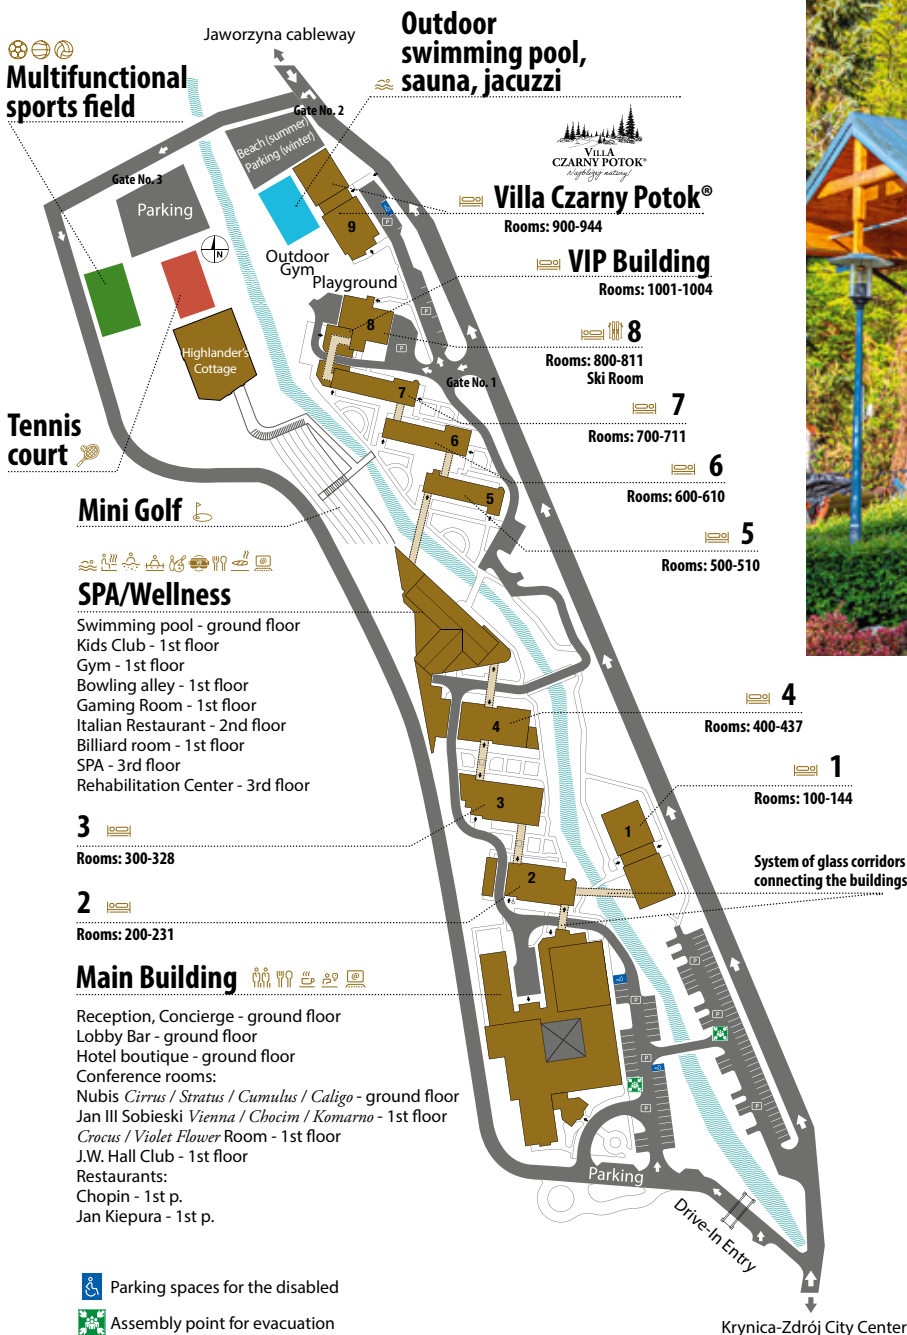 Jaworzyna cableway
Outdoor
swimming pool,
sauna, jacuzzi
Multifunctional
sports field
Gate No. 2
Beach (summer)
Parking (winter)
VILLA
CZARNY POTOK®
Najbliżej natury!
Gate No. 3
Parking
Villa Czarny Potok®
Rooms: 900-944
9
P
N
Outdoor
Gym
Playground
VIP Building
Rooms: 1001-1004
P
8
8
Rooms: 800-811
Ski Room
P
Highlander's
Cottage
Gate No. 1
7
7
Rooms: 700-711
Tennis
court
6
6
Rooms: 600-610
5
Mini Golf
5
Rooms: 500-510
SPA/Wellness
Swimming pool - ground floor
Kids Club - 1st floor
Gym - 1st floor
Bowling alley - 1st floor
Gaming Room - 1st floor
Italian Restaurant - 2nd floor
Billiard room - 1st floor
SPA - 3rd floor
Rehabilitation Center - 3rd floor
4
4
Rooms: 400-437
1
Rooms: 100-144
3
3
Rooms: 300-328
1
System of glass corridors
connecting the buildings
2
2
Rooms: 200-231
Main Building
Reception, Concierge - ground floor
Lobby Bar - ground floor
Hotel boutique - ground floor
Conference rooms:
Nubis Cirrus / Stratus / Cumulus / Caligo - ground floor
Jan III Sobieski Vienna / Chocim / Komarno - 1st floor
Crocus / Violet Flower Room - 1st floor
J.W. Hall Club - 1st floor
Restaurants:
Chopin - 1st p.
Jan Kiepura - 1st p.
P
P
P
P
P
P
Parking
Drive-In Entry
Parking spaces for the disabled
Assembly point for evacuation
Krynica-Zdrój City Center